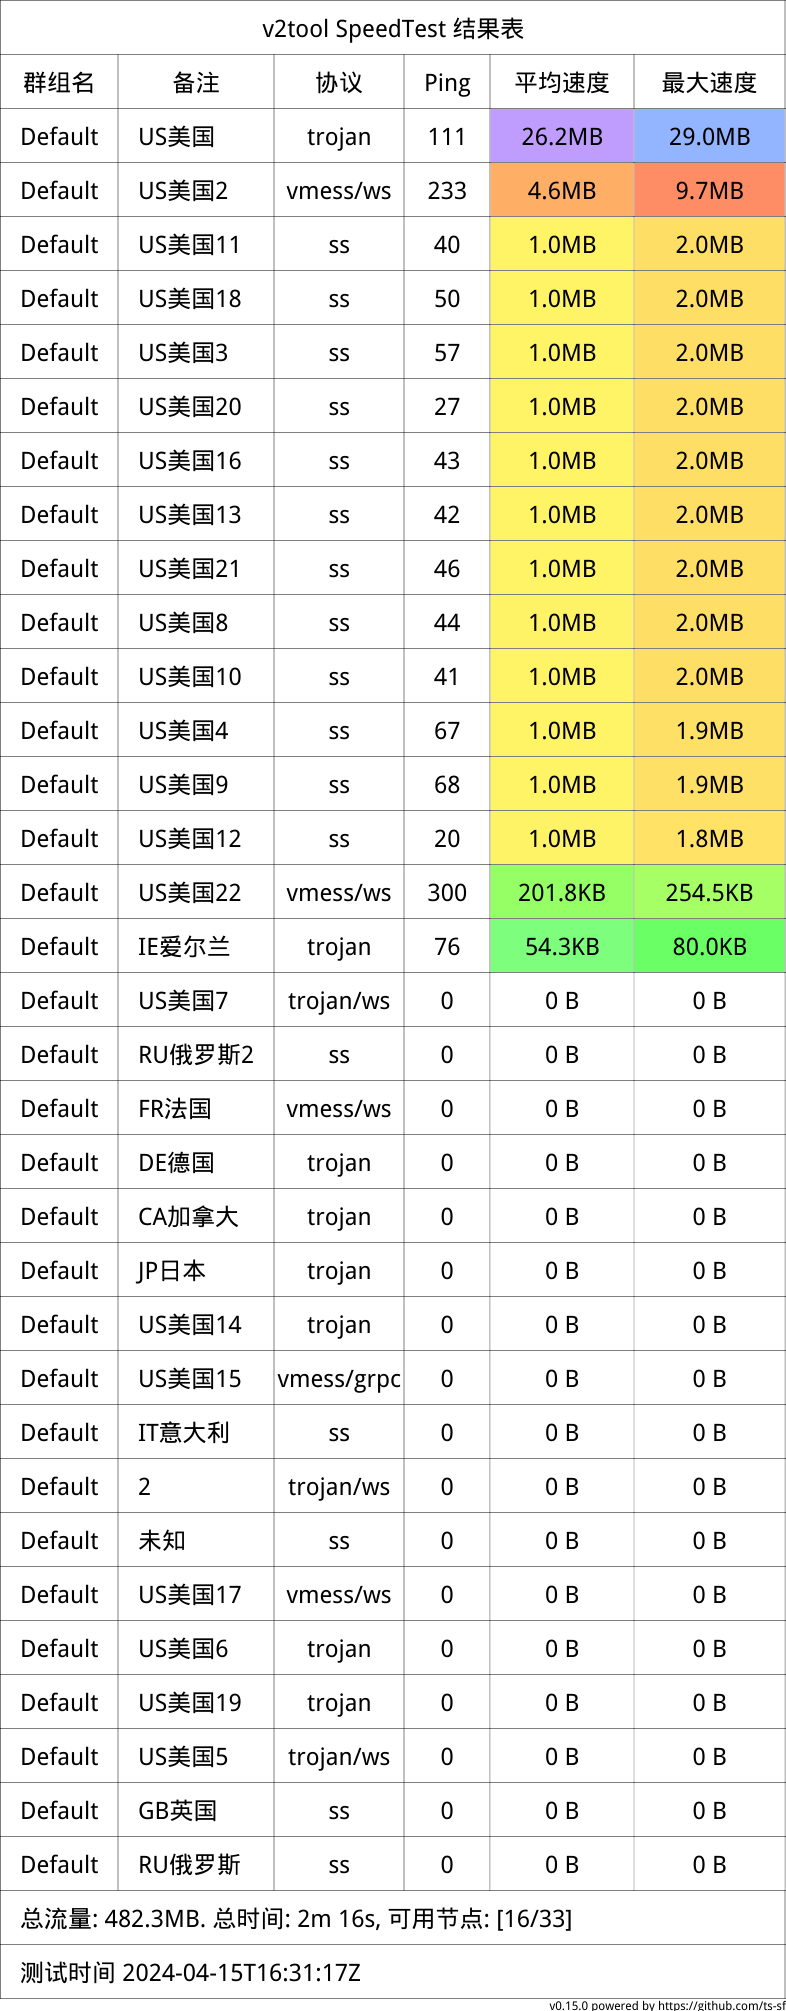 v2tool SpeedTest 结果表
群组名 备注 协议 Ping 平均速度 最大速度
Default US美国 trojan 111 26.2MB 29.0MB
Default US美国2 vmess/ws 233 4.6MB 9.7MB
Default US美国11 ss 40 1.0MB 2.0MB
Default US美国18 ss 50 1.0MB 2.0MB
Default US美国3 ss 57 1.0MB 2.0MB
Default US美国20 ss 27 1.0MB 2.0MB
Default US美国16 ss 43 1.0MB 2.0MB
Default US美国13 ss 42 1.0MB 2.0MB
Default US美国21 ss 46 1.0MB 2.0MB
Default US美国8 ss 44 1.0MB 2.0MB
Default US美国10 ss 41 1.0MB 2.0MB
Default US美国4 ss 67 1.0MB 1.9MB
Default US美国9 ss 68 1.0MB 1.9MB
Default US美国12 ss 20 1.0MB 1.8MB
Default US美国22 vmess/ws 300 201.8KB 254.5KB
Default IE爱尔兰 trojan 76 54.3KB 80.0KB
Default US美国7 trojan/ws 0 0 B 0 B
Default RU俄罗斯2 ss 0 0 B 0 B
Default FR法国 vmess/ws 0 0 B 0 B
Default DE德国 trojan 0 0 B 0 B
Default CA加拿大 trojan 0 0 B 0 B
Default JP日本 trojan 0 0 B 0 B
Default US美国14 trojan 0 0 B 0 B
Default US美国15 vmess/grpc 0 0 B 0 B
Default IT意大利 ss 0 0 B 0 B
Default 2 trojan/ws 0 0 B 0 B
Default 未知 ss 0 0 B 0 B
Default US美国17 vmess/ws 0 0 B 0 B
Default US美国6 trojan 0 0 B 0 B
Default US美国19 trojan 0 0 B 0 B
Default US美国5 trojan/ws 0 0 B 0 B
Default GB英国 ss 0 0 B 0 B
Default RU俄罗斯 ss 0 0 B 0 B
总流量: 482.3MB. 总时间: 2m 16s, 可用节点: [16/33]
测试时间 2024-04-15T16:31:17Z
v0.15.0 powered by https://github.com/ts-sf